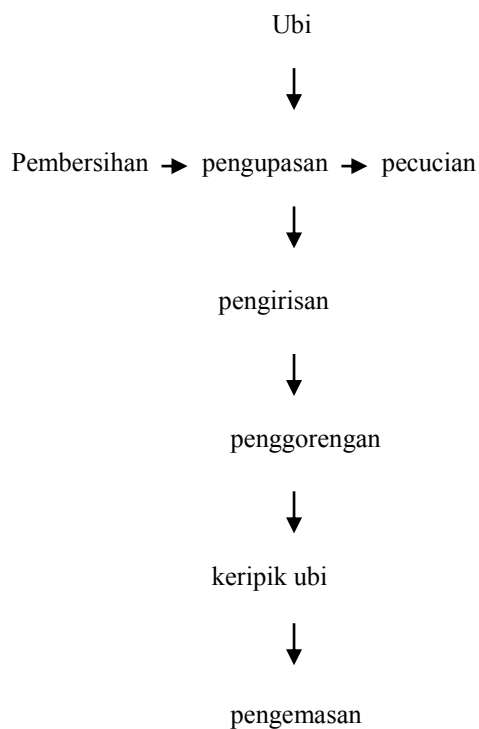 Ubi
Pembersihan pengupasan pecucian
pengirisan
penggorengan
keripik ubi
pengemasan